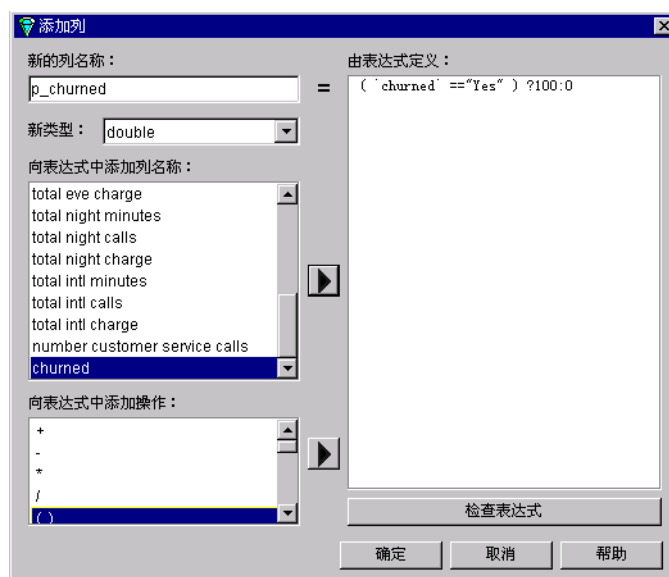 添加列
新的列名称：
p_churned
=
新类型：
double
向表达式中添加列名称：
total eve charge
total night minutes
total night calls
total night charge
total intl minutes
total intl calls
total intl charge
number customer service calls
churned
向表达式中添加操作：
+
-
*
/
( )
由表达式定义：
( `churned` =="Yes" ) ?100:0
检查表达式
确定
取消
帮助